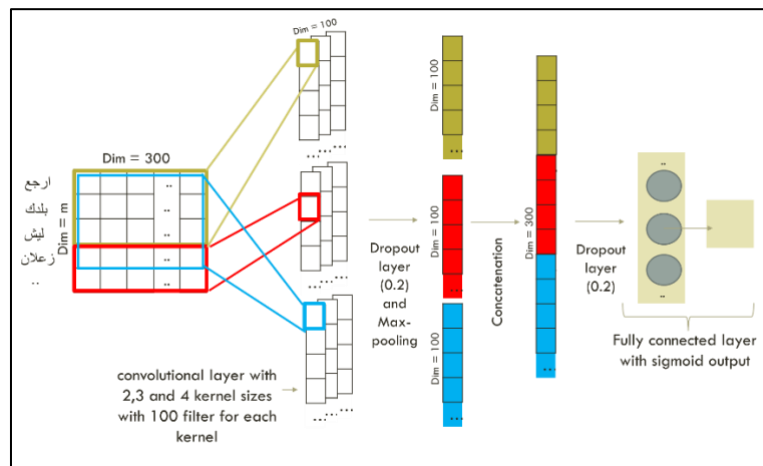 Dim = 300
Dim = m
ارجع
بلدك
ليش
زعلان
..
..
..
..
..
Dim = 100
... ...
... ...
... ...
convolutional layer with
2,3 and 4 kernel sizes
with 100 filter for each
kernel
Dropout
layer
(0.2)
and
Max-
pooling
Dim = 100
...
Dim = 100
...
Dim = 100
...
Concatenation
Dim = 300
...
Dropout
layer
(0.2)
..
..
Fully connected layer
with sigmoid output